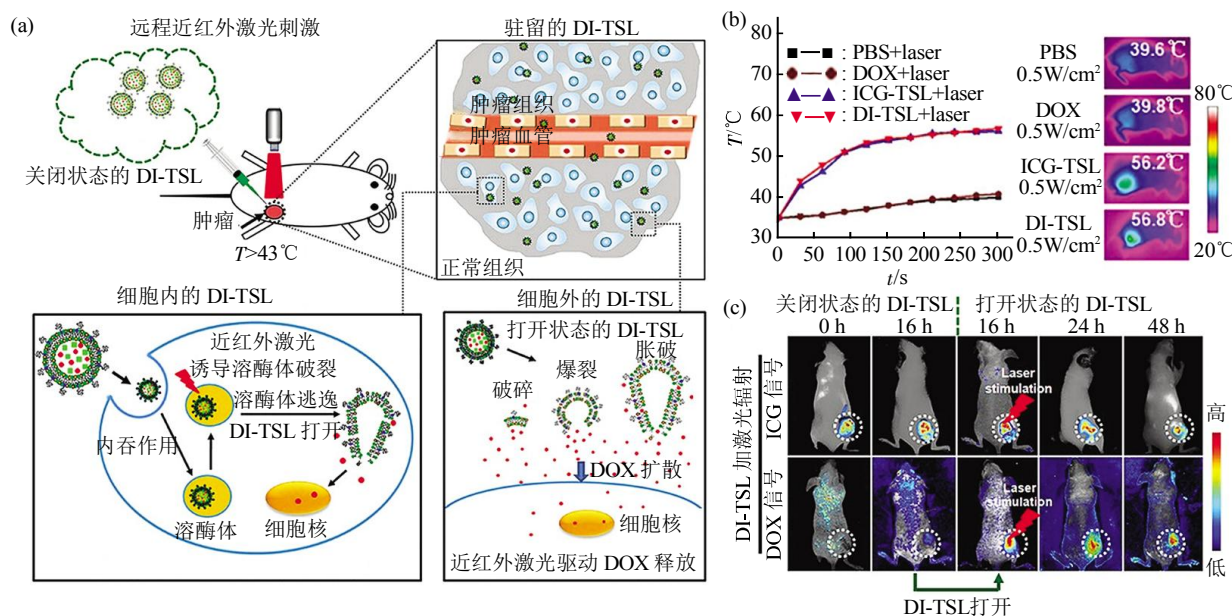 (a)
远程近红外激光刺激
关闭状态的 DI-TSL
肿瘤
T>43℃
驻留的 DI-TSL
肿瘤组织
肿瘤血管
正常组织
细胞内的 DI-TSL
近红外激光
诱导溶酶体破裂
溶酶体逃逸
DI-TSL 打开
内吞作用
溶酶体
细胞核
细胞外的 DI-TSL
打开状态的 DI-TSL
破碎
爆裂
胀破
DOX 扩散
细胞核
近红外激光驱动 DOX 释放
(b)
80
70
60
50
40
30
T/℃
0 50 100 150 200 250 300
t/s
: PBS+laser
: DOX+laser
: ICG-TSL+laser
: DI-TSL+laser
PBS
0.5W/cm²
39.6℃
DOX
0.5W/cm²
39.8℃
ICG-TSL
0.5W/cm²
56.2℃
DI-TSL
0.5W/cm²
56.8℃
80℃
20℃
(c)
关闭状态的 DI-TSL
打开状态的 DI-TSL
0 h 16 h 16 h 24 h 48 h
DI-TSL 加激光辐射
ICG 信号
Laser
stimulation
DOX 信号
Laser
stimulation
高
低
DI-TSL打开